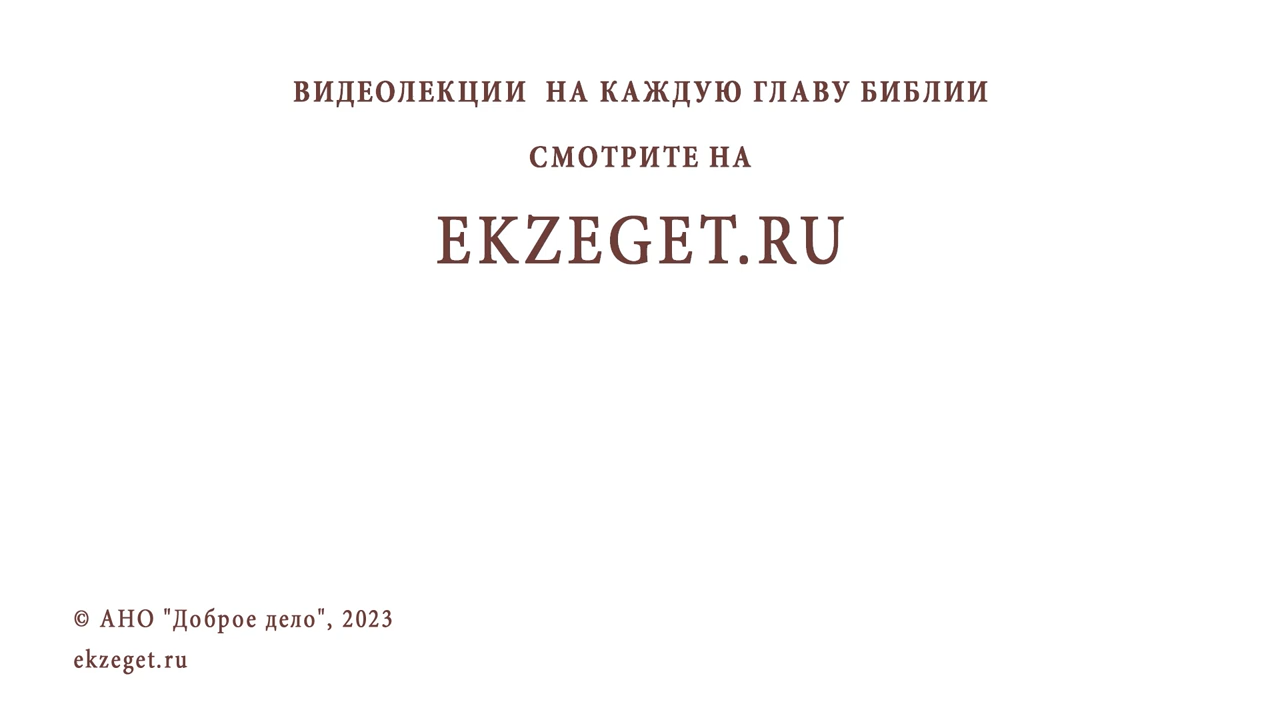 ВИДЕОЛЕКЦИИ НА КАЖДУЮ ГЛАВУ БИБЛИИ
СМОТРИТЕ НА
EKZEGET.RU
© АНО "Доброе дело", 2023
ekzeget.ru